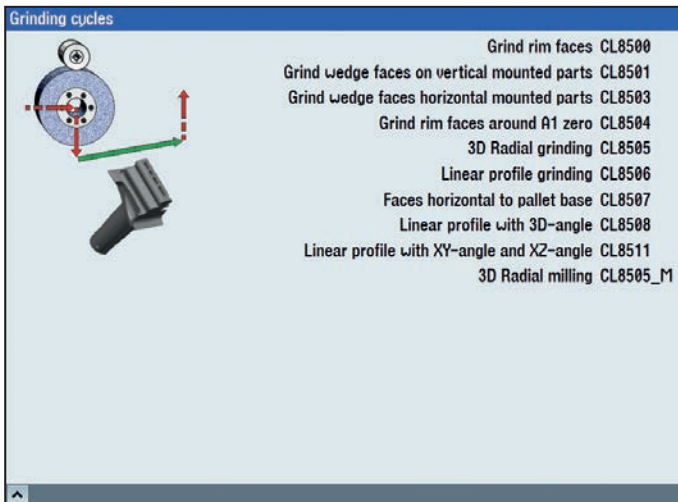 Grinding cycles
Grind rim faces CL8500
Grind wedge faces on vertical mounted parts CL8501
Grind wedge faces horizontal mounted parts CL8503
Grind rim faces around A1 zero CL8504
3D Radial grinding CL8505
Linear profile grinding CL8506
Faces horizontal to pallet base CL8507
Linear profile with 3D-angle CL8508
Linear profile with XY-angle and XZ-angle CL8511
3D Radial milling CL8505_M